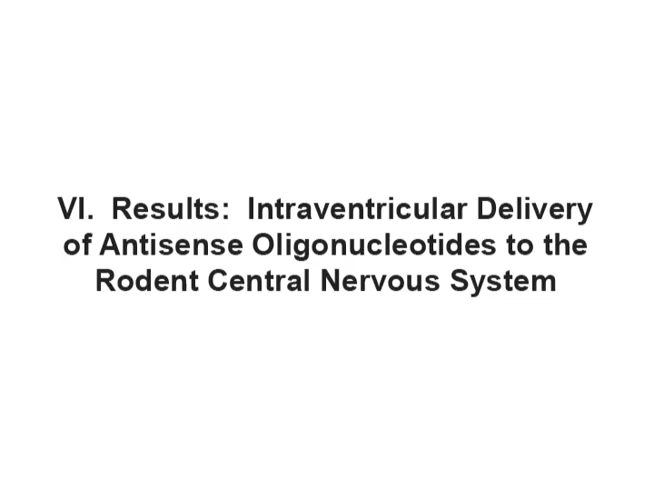 VI.  Results:  Intraventricular Delivery
of Antisense Oligonucleotides to the
Rodent Central Nervous System